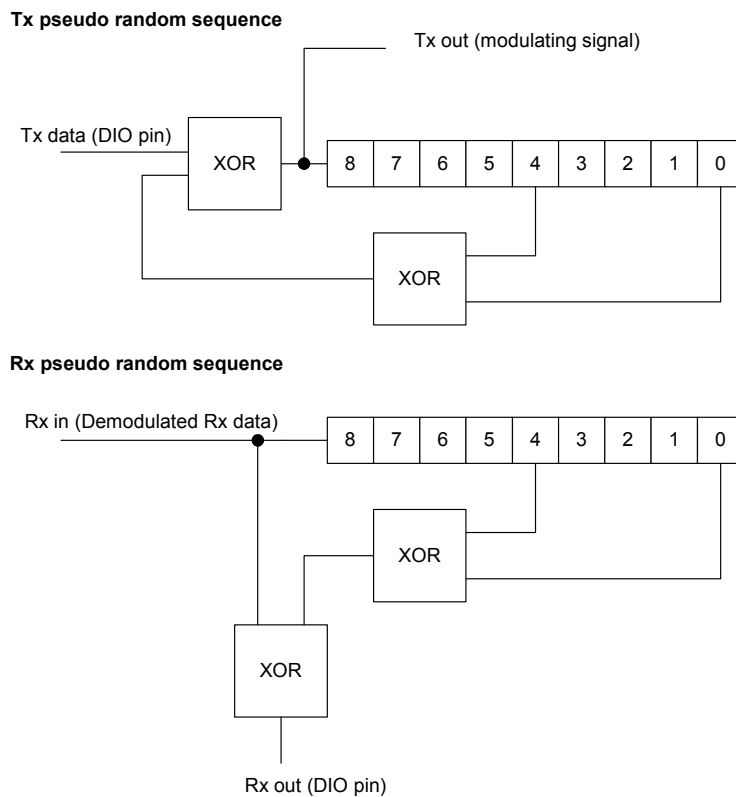 Tx pseudo random sequence
Tx out (modulating signal)
Tx data (DIO pin)
XOR
8 7 6 5 4 3 2 1 0
XOR
Rx pseudo random sequence
Rx in (Demodulated Rx data)
8 7 6 5 4 3 2 1 0
XOR
XOR
Rx out (DIO pin)